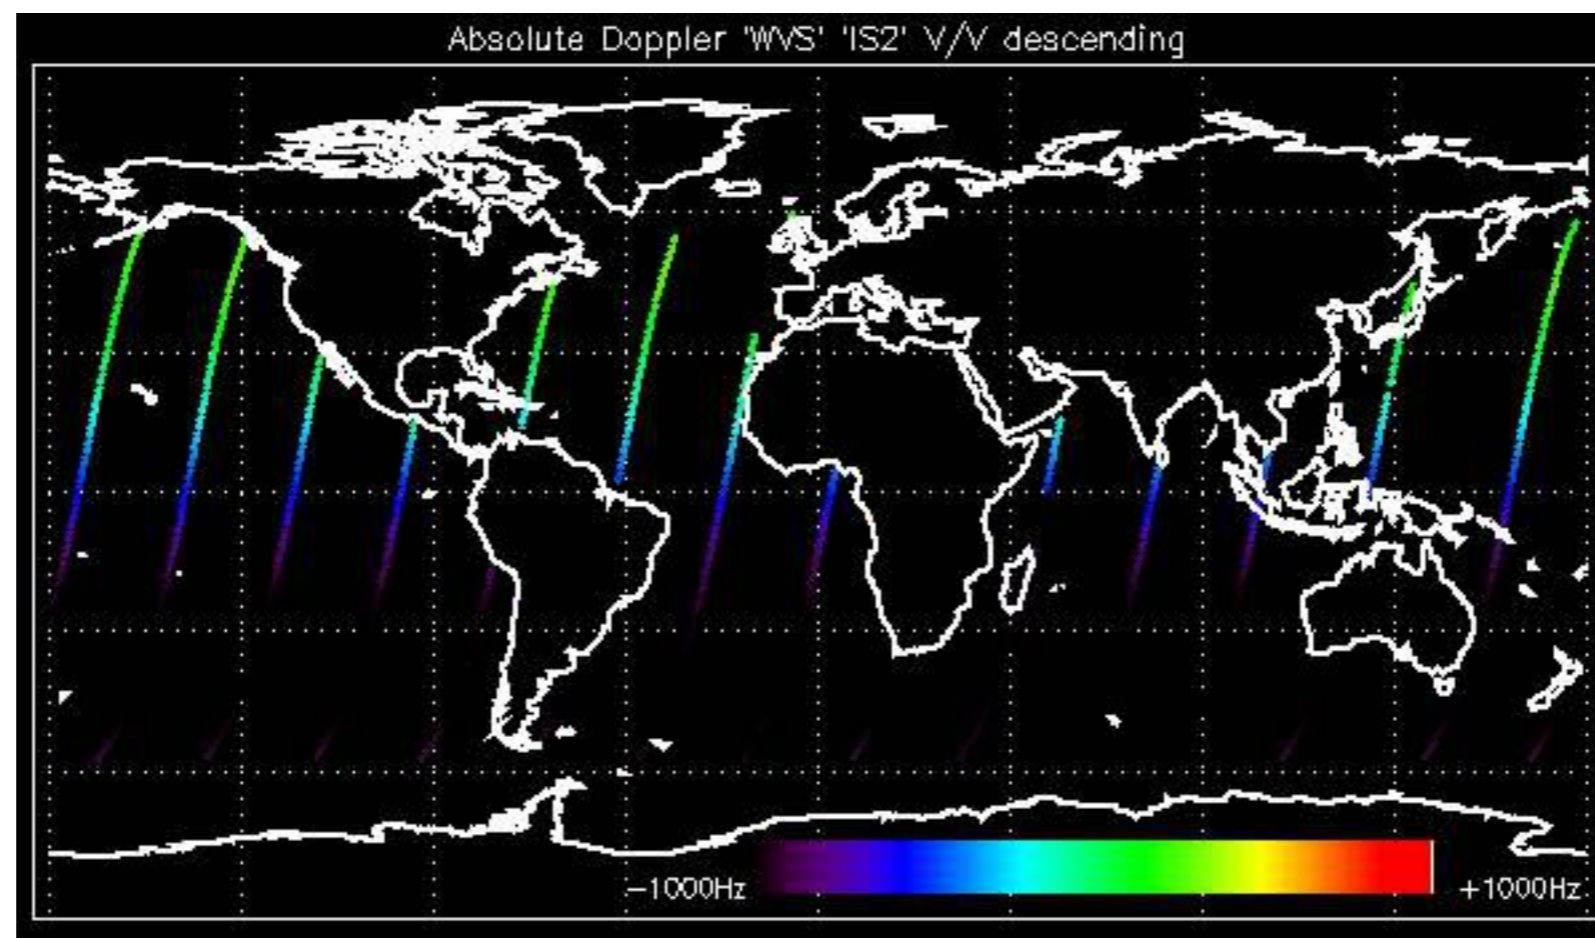 Absolute Doppler 'WVS' 'IS2' V/V descending
−1000Hz +1000Hz